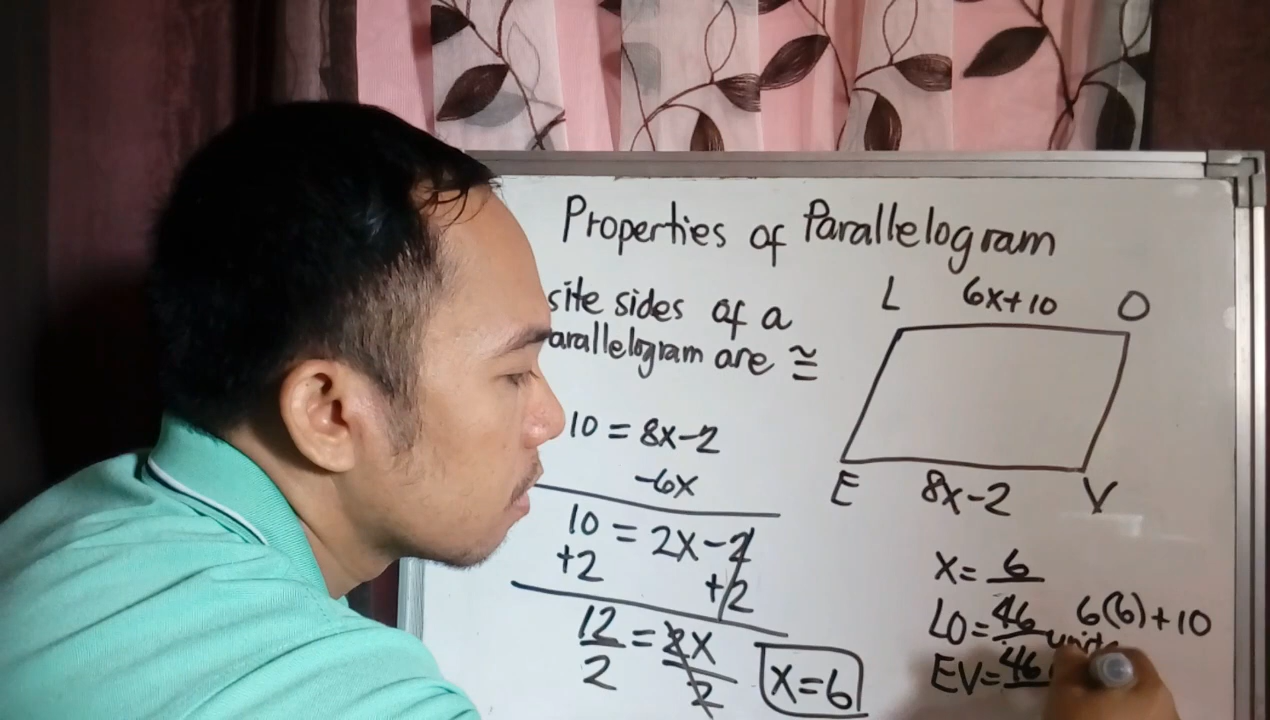 Properties of Parallelogram
site sides of a
arallelogram are ≅
10 = 8x-2
-6x
10 = 2x-2
+2 +2
12/2 = 2x/2
x=6
L 6x+10 O
E 8x-2 V
x= 6
LO= 46 units 6(6)+10
EV= 46